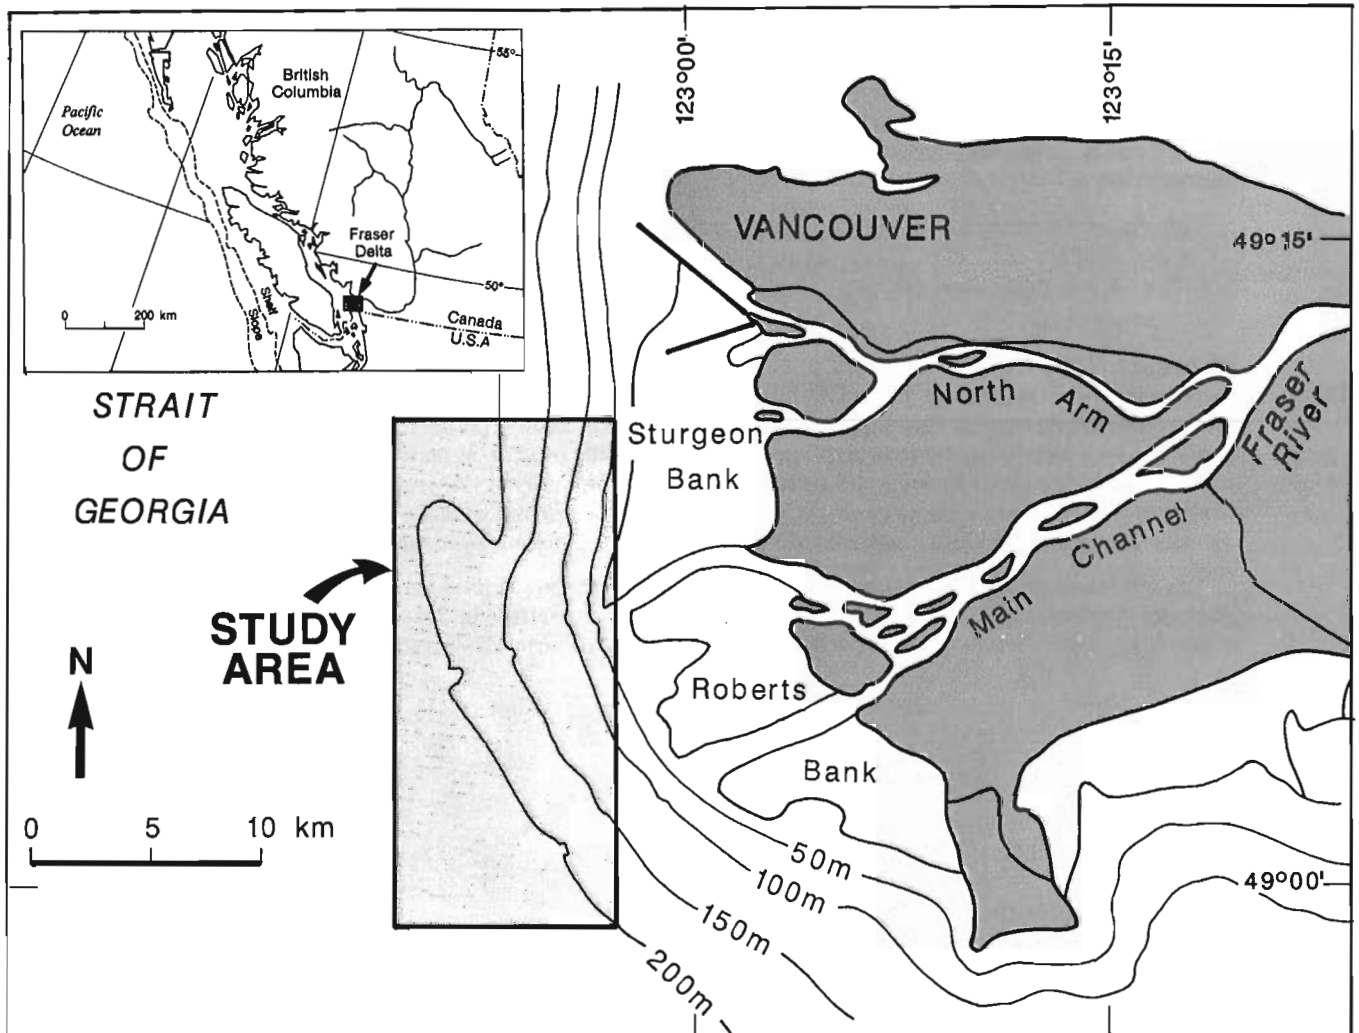 123°00'
123°15'
55°
British
Columbia
Pacific
Ocean
Fraser
Delta
50°
Shelf
Slope
0 200 km
Canada
U.S.A
VANCOUVER
49° 15'
STRAIT
OF
GEORGIA
North Arm
Fraser
River
Sturgeon
Bank
Main Channel
STUDY
AREA
N
Roberts
Bank
0 5 10 km
50m
100m
150m
200m
49°00'